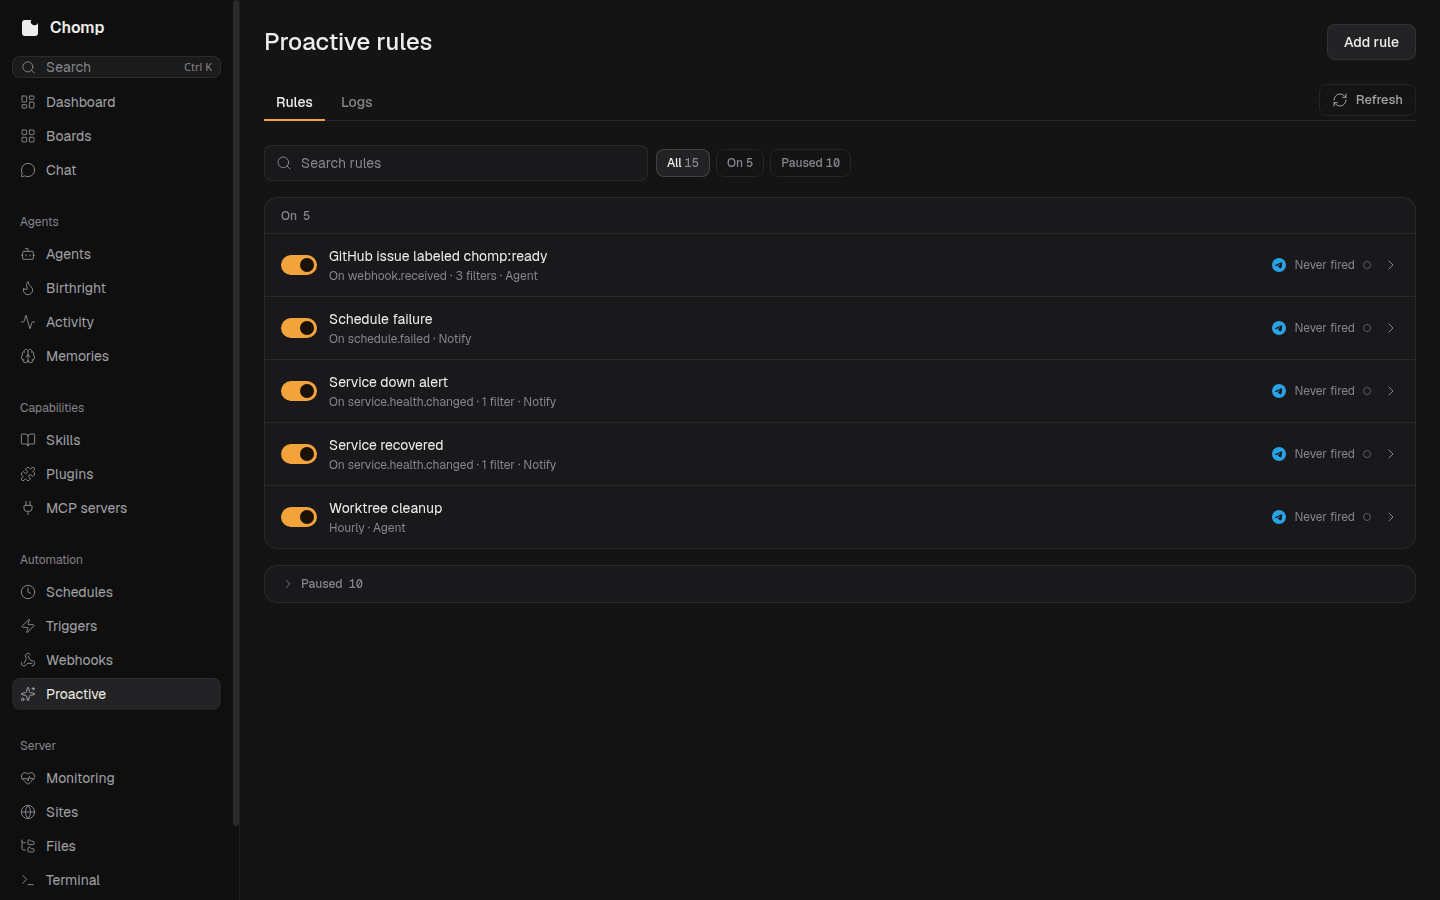 Chomp
Search Ctrl K
Dashboard
Boards
Chat
Agents
Agents
Birthright
Activity
Memories
Capabilities
Skills
Plugins
MCP servers
Automation
Schedules
Triggers
Webhooks
Proactive
Server
Monitoring
Sites
Files
Terminal
Proactive rules
Add rule
Rules Logs
Refresh
Search rules
All 15 On 5 Paused 10
On 5
GitHub issue labeled chomp:ready
On webhook.received · 3 filters · Agent
Never fired
Schedule failure
On schedule.failed · Notify
Never fired
Service down alert
On service.health.changed · 1 filter · Notify
Never fired
Service recovered
On service.health.changed · 1 filter · Notify
Never fired
Worktree cleanup
Hourly · Agent
Never fired
Paused 10